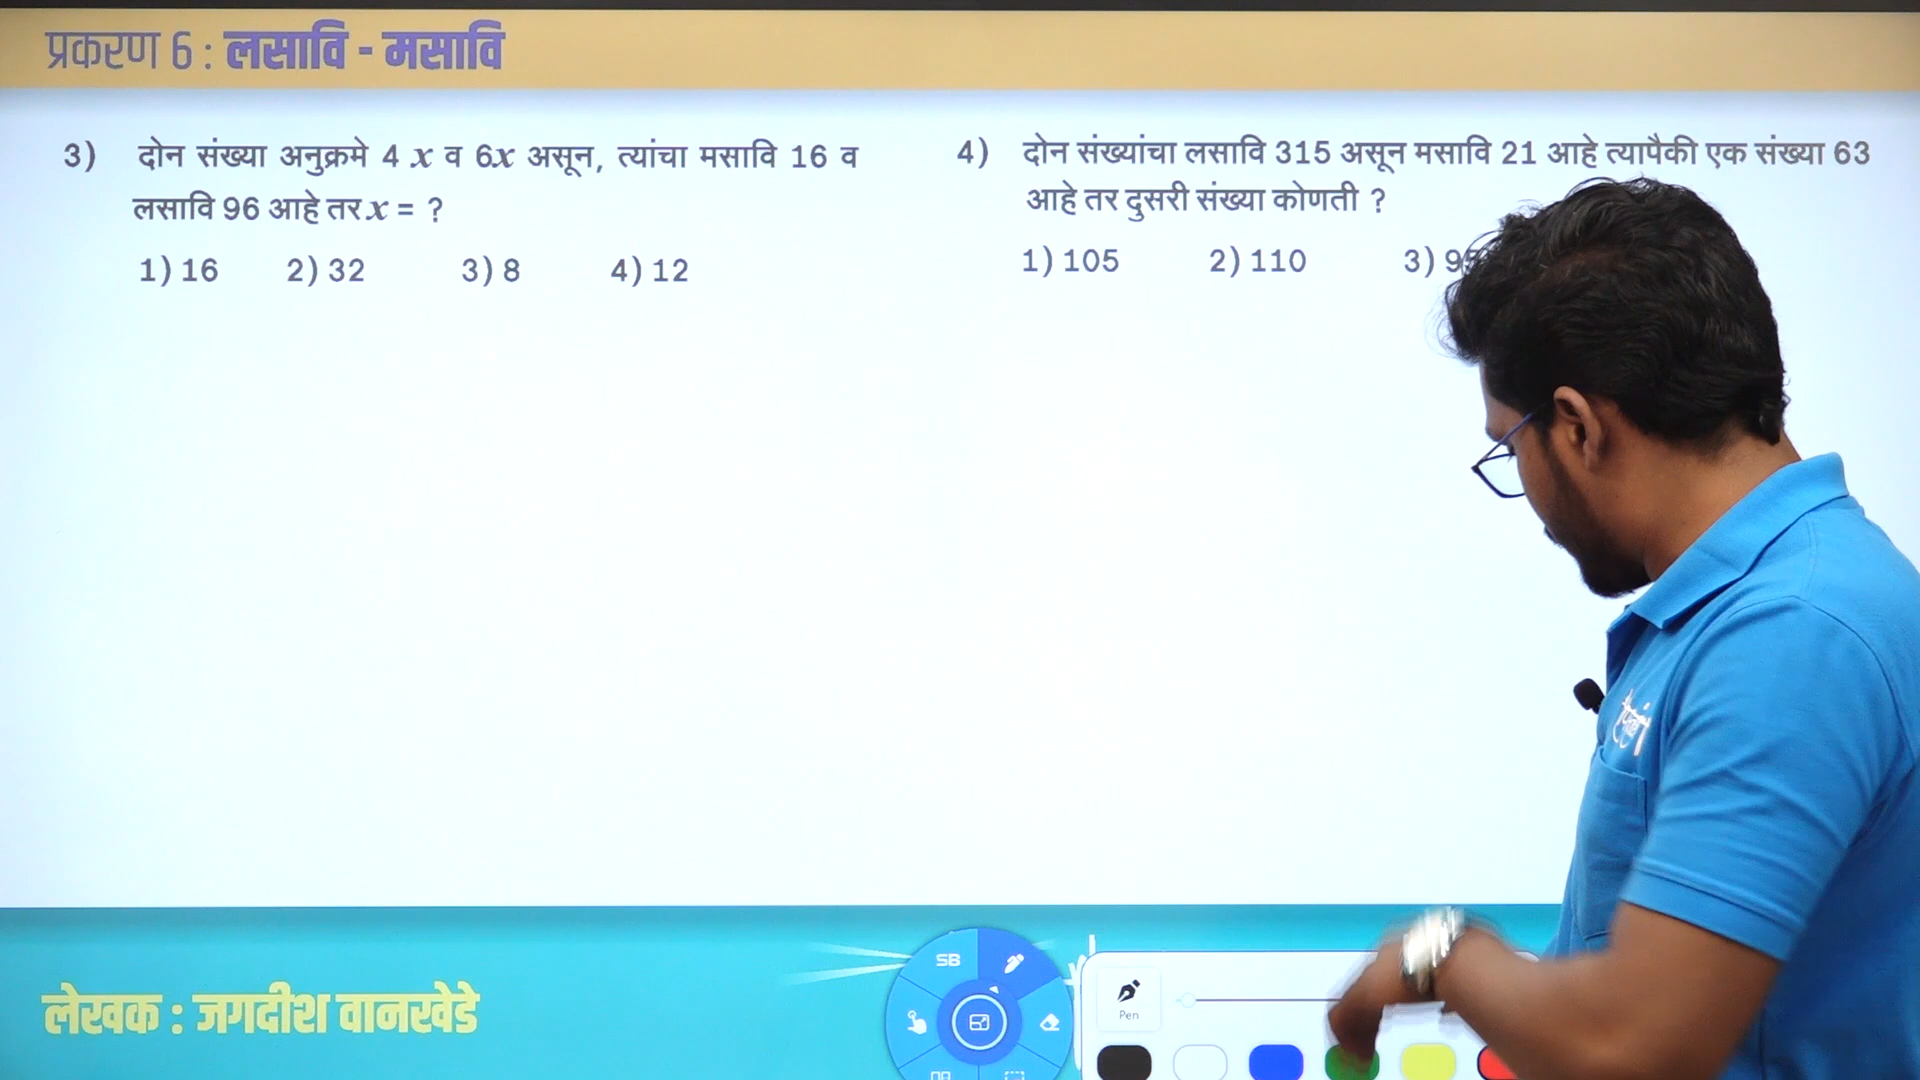 प्रकरण 6 : लसावि - मसावि
3) दोन संख्या अनुक्रमे 4 x व 6x असून, त्यांचा मसावि 16 व
लसावि 96 आहे तर x = ?
1) 16 2) 32 3) 8 4) 12
4) दोन संख्यांचा लसावि 315 असून मसावि 21 आहे त्यापैकी एक संख्या 63
आहे तर दुसरी संख्या कोणती ?
1) 105 2) 110 3)
लेखक : जगदीश वानखेडे
SB
Pen